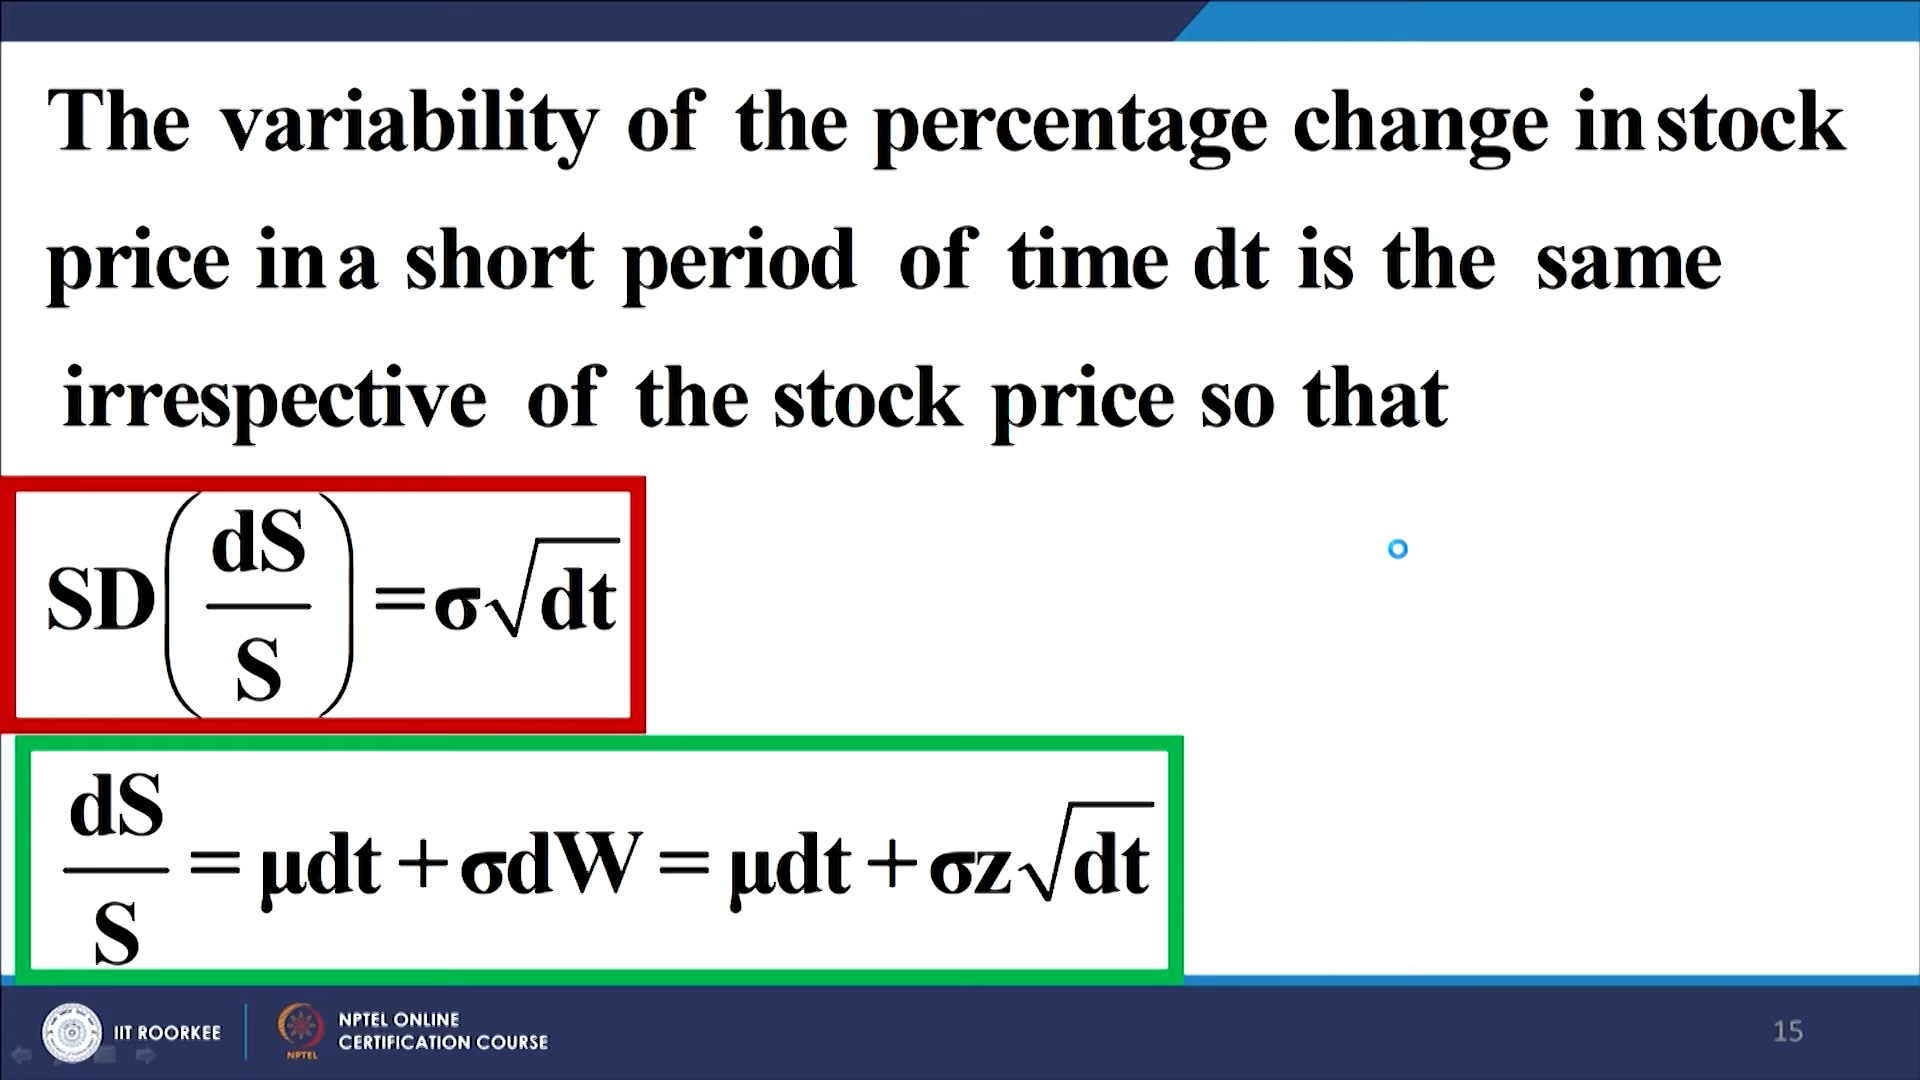 The variability of the percentage change in stock
price in a short period of time dt is the same
irrespective of the stock price so that
SD(dS/S) = σ√dt
dS/S = μdt + σdW = μdt + σz√dt
IIT ROORKEE
NPTEL
NPTEL ONLINE
CERTIFICATION COURSE
15